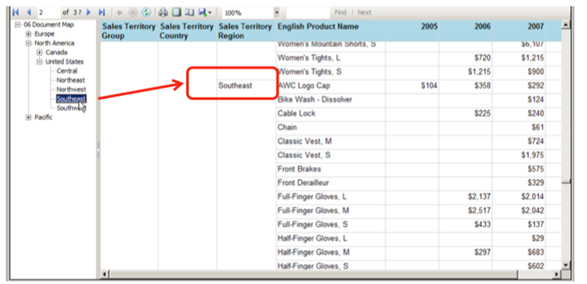 2 of 3 ? 100% Find | Next
06 Document Map
Europe
North America
Canada
United States
Central
Northeast
Northwest
Southeast
Southwest
Pacific
Sales Territory Group Sales Territory Country Sales Territory Region English Product Name 2005 2006 2007
Women's Mountain Shorts, S $6,107
Women's Tights, L $720 $1,215
Women's Tights, S $1,215 $900
Southeast AWC Logo Cap $104 $358 $292
Bike Wash - Dissolver $124
Cable Lock $225 $240
Chain $61
Classic Vest, M $724
Classic Vest, S $1,975
Front Brakes $575
Front Derailleur $329
Full-Finger Gloves, L $2,137 $2,014
Full-Finger Gloves, M $2,517 $2,042
Full-Finger Gloves, S $433 $137
Half-Finger Gloves, L $29
Half-Finger Gloves, M $297 $683
Half-Finger Gloves, S $602